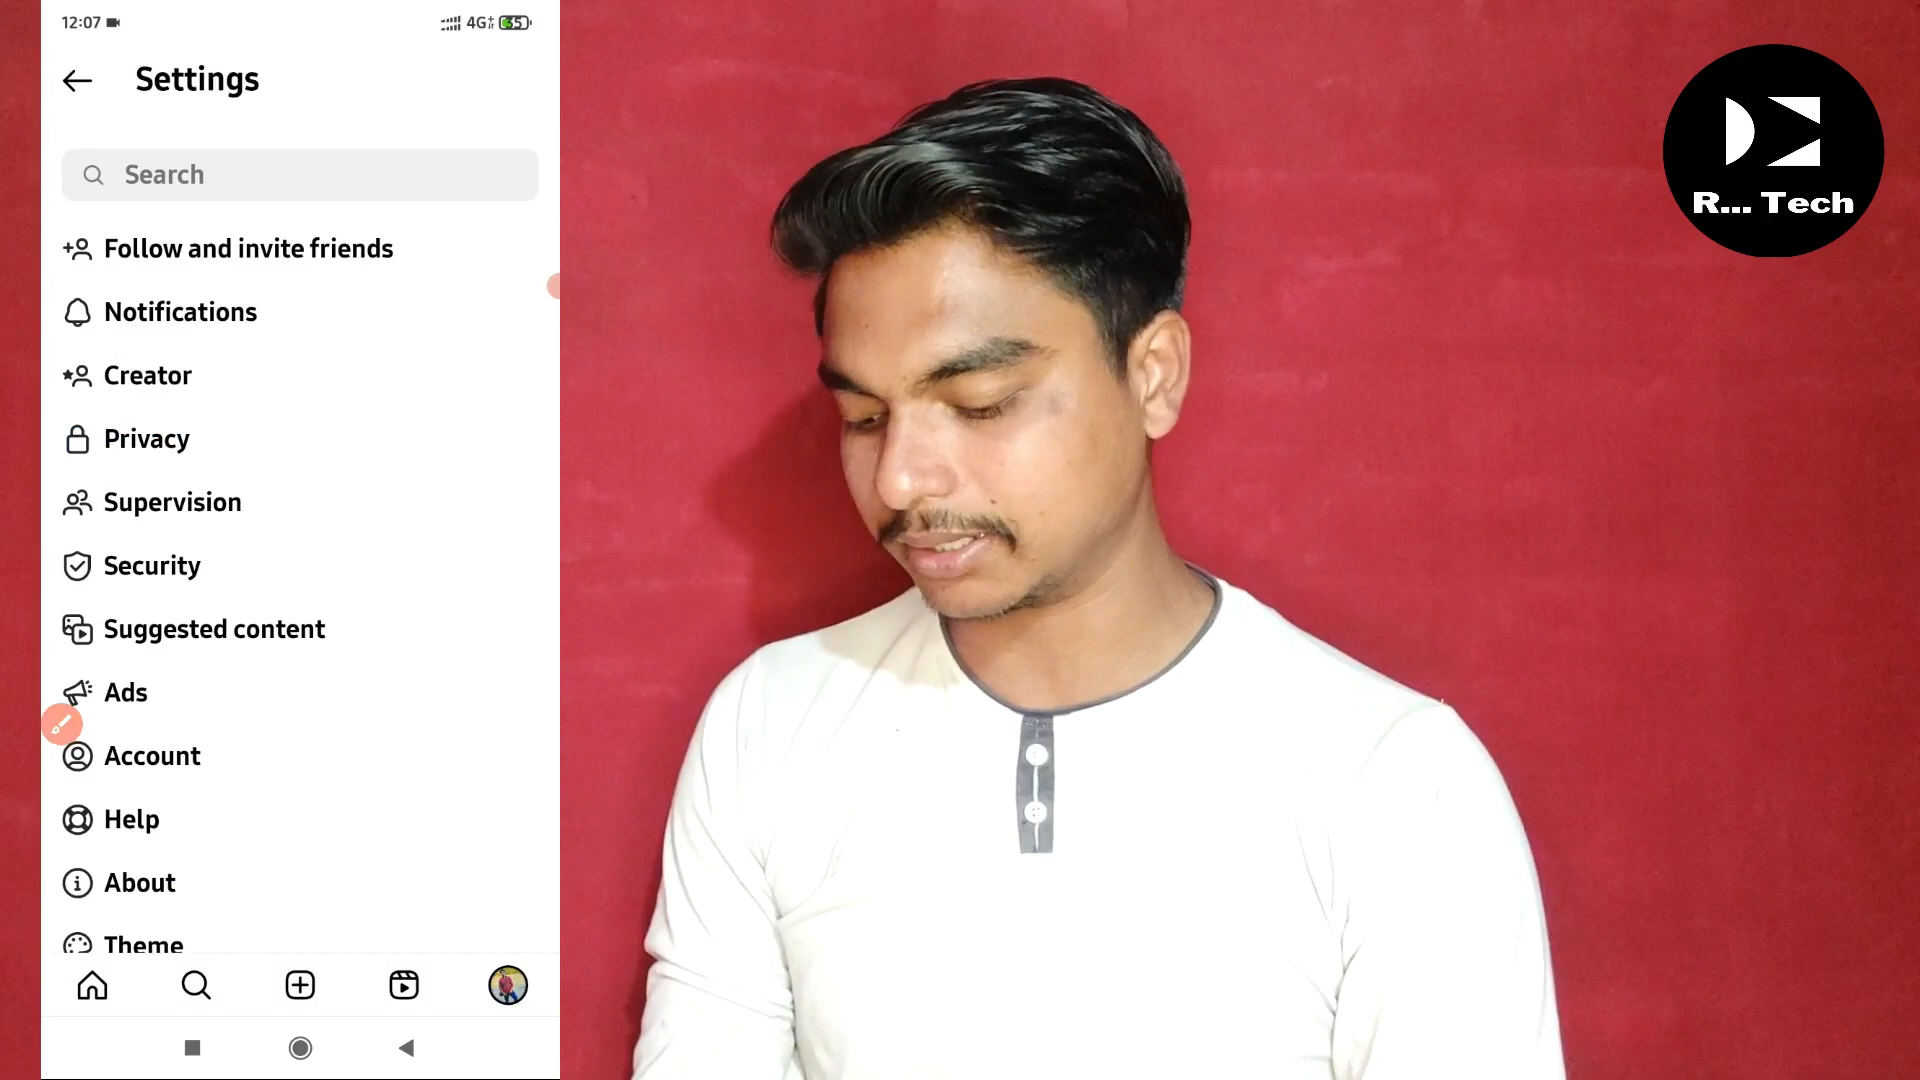 12:07
4G
35
Settings
Search
Follow and invite friends
Notifications
Creator
Privacy
Supervision
Security
Suggested content
Ads
Account
Help
About
Theme
R... Tech